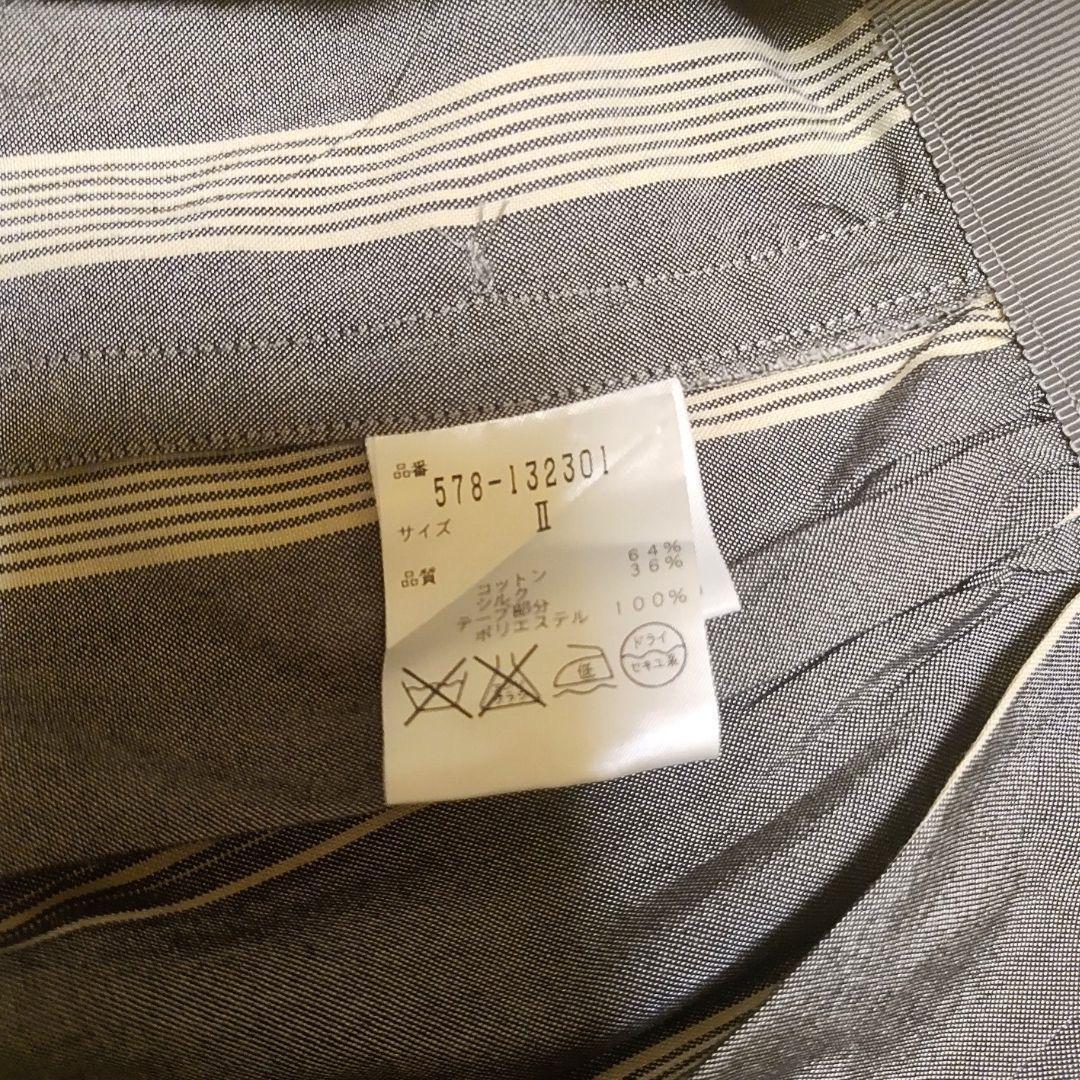 品番 578-132301
サイズ II
品質 コットン 64%
シルク 36%
テープ部分
ポリエステル 100%
低 ドライ
セキユ系